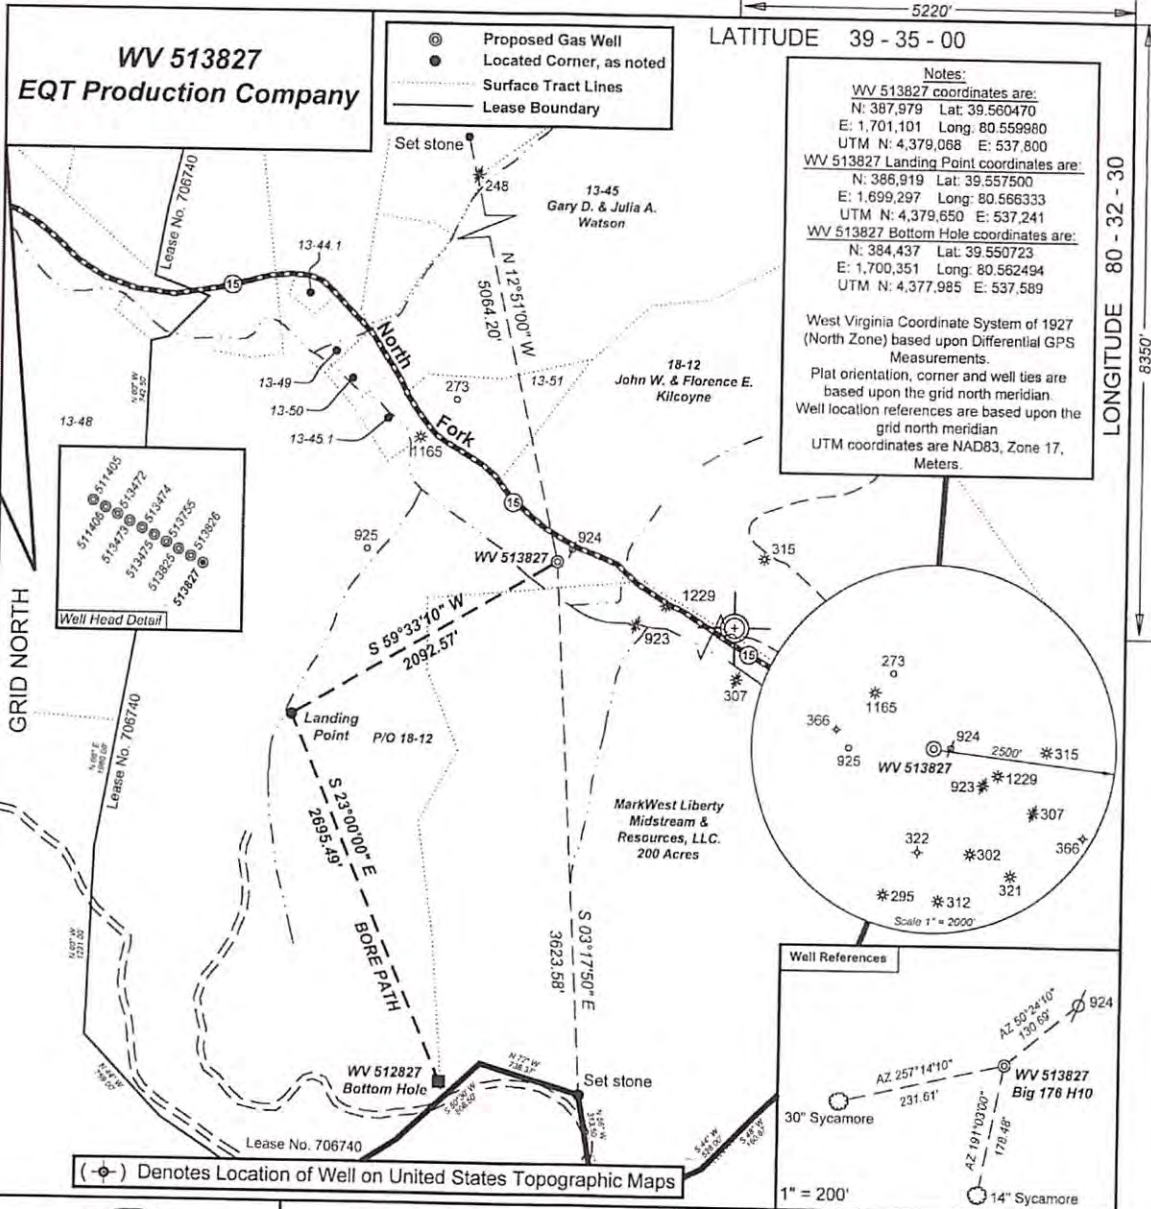 5220'
LATITUDE 39 - 35 - 00
WV 513827
EQT Production Company
Proposed Gas Well
Located Corner, as noted
Surface Tract Lines
Lease Boundary
Notes:
WV 513827 coordinates are:
N: 387,979 Lat: 39.560470
E: 1,701,101 Long: 80.559980
UTM N: 4,379,068 E: 537,800
WV 513827 Landing Point coordinates are:
N: 386,919 Lat: 39.557500
E: 1,699,297 Long: 80.566333
UTM N: 4,379,650 E: 537,241
WV 513827 Bottom Hole coordinates are:
N: 384,437 Lat: 39.550723
E: 1,700,351 Long: 80.562494
UTM N: 4,377,985 E: 537,589
West Virginia Coordinate System of 1927
(North Zone) based upon Differential GPS
Measurements.
Plat orientation, corner and well ties are
based upon the grid north meridian.
Well location references are based upon the
grid north meridian
UTM coordinates are NAD83, Zone 17,
Meters.
LONGITUDE 80 - 32 - 30
8350'
Set stone
248
13-45
Gary D. & Julia A.
Watson
Lease No. 706740
13-44.1
15
North
Fork
N 12°51'00" W
5064.20'
18-12
John W. & Florence E.
Kilcoyne
13-49
13-50
13-45.1
273
13-51
1165
13-48
511405
511406
513472
513473
513474
513475
513755
513825
513826
513827
Well Head Detail
GRID NORTH
925
15
WV 513827
924
315
1229
923
15
307
S 59°33'10" W
2092.57'
Landing
Point
P/O 18-12
Lease No. 706740
S 23°00'00" E
2695.49'
BORE PATH
MarkWest Liberty
Midstream &
Resources, LLC.
200 Acres
S 03°17'50" E
3623.58'
273
1165
366
925
924
WV 513827
2500'
315
1229
923
307
322
302
366
321
295
312
Scale 1" = 2000'
WV 512827
Bottom Hole
N 72° W
Set stone
Lease No. 706740
(-) Denotes Location of Well on United States Topographic Maps
Well References
AZ 50°24'10"
130.69'
924
AZ 257°14'10"
231.61'
WV 513827
Big 176 H10
30" Sycamore
AZ 191°03'00"
178.48'
14" Sycamore
1" = 200'